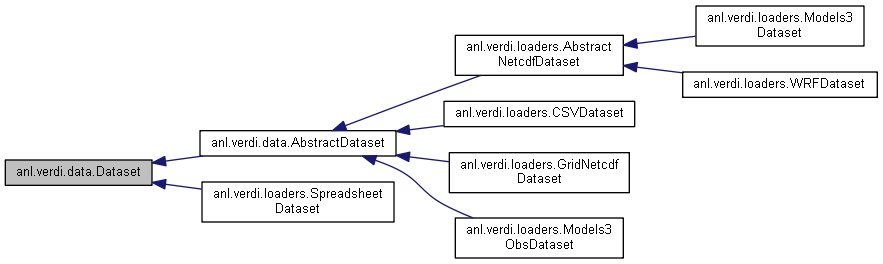 anl.verdi.loaders.Models3
Dataset
anl.verdi.loaders.Abstract
NetcdfDataset
anl.verdi.loaders.WRFDataset
anl.verdi.loaders.CSVDataset
anl.verdi.data.AbstractDataset
anl.verdi.loaders.GridNetcdf
Dataset
anl.verdi.data.Dataset
anl.verdi.loaders.Spreadsheet
Dataset
anl.verdi.loaders.Models3
ObsDataset